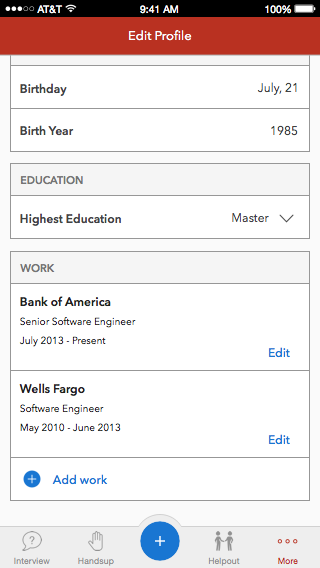 AT&T 9:41 AM 100%
Edit Profile
Birthday July, 21
Birth Year 1985
EDUCATION
Highest Education Master
WORK
Bank of America
Senior Software Engineer
July 2013 - Present
Edit
Wells Fargo
Software Engineer
May 2010 - June 2013
Edit
+ Add work
?
+
Interview Handsup Helpout More